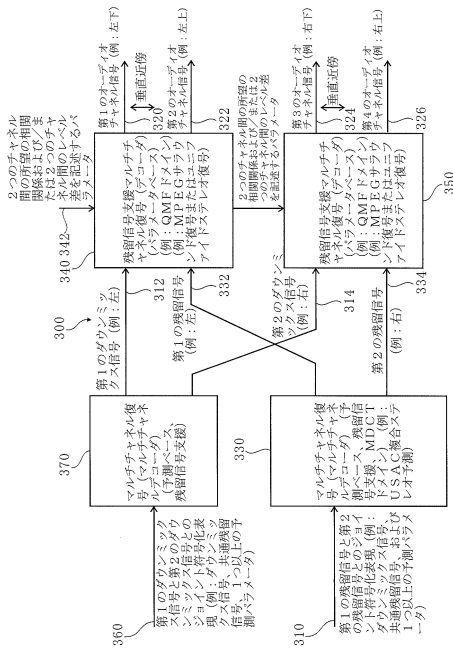 第1のダウンミック
ス信号と第2のダウ
ンミックス信号との
ジョイント符号化表
現(例:ダウンミッ
クス信号、共通残留
信号、1つ以上の予
測パラメータ)
360
マルチチャネル復
号(マルチチャネ
ルデコーダ)
(予測ベース、
残留信号支援)
370
第1の残留信号と第2
の残留信号とのジョイ
ント符号化表現(例:
ダウンミックス信号、
共通残留信号、および
1つ以上の予測パラメ
ータ)
310
マルチチャネル復号
(マルチチャネ
ルデコーダ)(予
測ベース、残留信
号支援、MDCT
ドメイン)(例:
USAC複合ステ
レオ予測)
330
300
第1のダウンミッ
クス信号(例:左)
312
第1の残留信号
(例:左)
332
第2のダウンミ
ックス信号
(例:右)
314
第2の残留信号
(例:右)
334
2つのチャネル
間の所望の相関
関係および/ま
たは2つのチャ
ネル間のレベル
差を記述するパ
ラメータ
342
340
残留信号支援マルチチ
ャネル復号(デコーダ)
(パラメータベース)
(例:QMFドメイン)
(例:MPEGサラウ
ンド復号またはユニフ
ァイドステレオ復号)
第1のオーディオ
チャネル信号(例:左下)
320
垂直近傍
第2のオーディオ
チャネル信号(例:左上)
322
2つのチャネル間の所望の
相関関係および/または2
つのチャネル間のレベル差
を記述するパラメータ
残留信号支援マルチチ
ャネル復号(デコーダ)
(パラメータベース)
(例:QMFドメイン)
(例:MPEGサラウ
ンド復号またはユニフ
ァイドステレオ復号)
350
第3のオーディオ
チャネル信号(例:右下)
324
垂直近傍
第4のオーディオ
チャネル信号(例:右上)
326